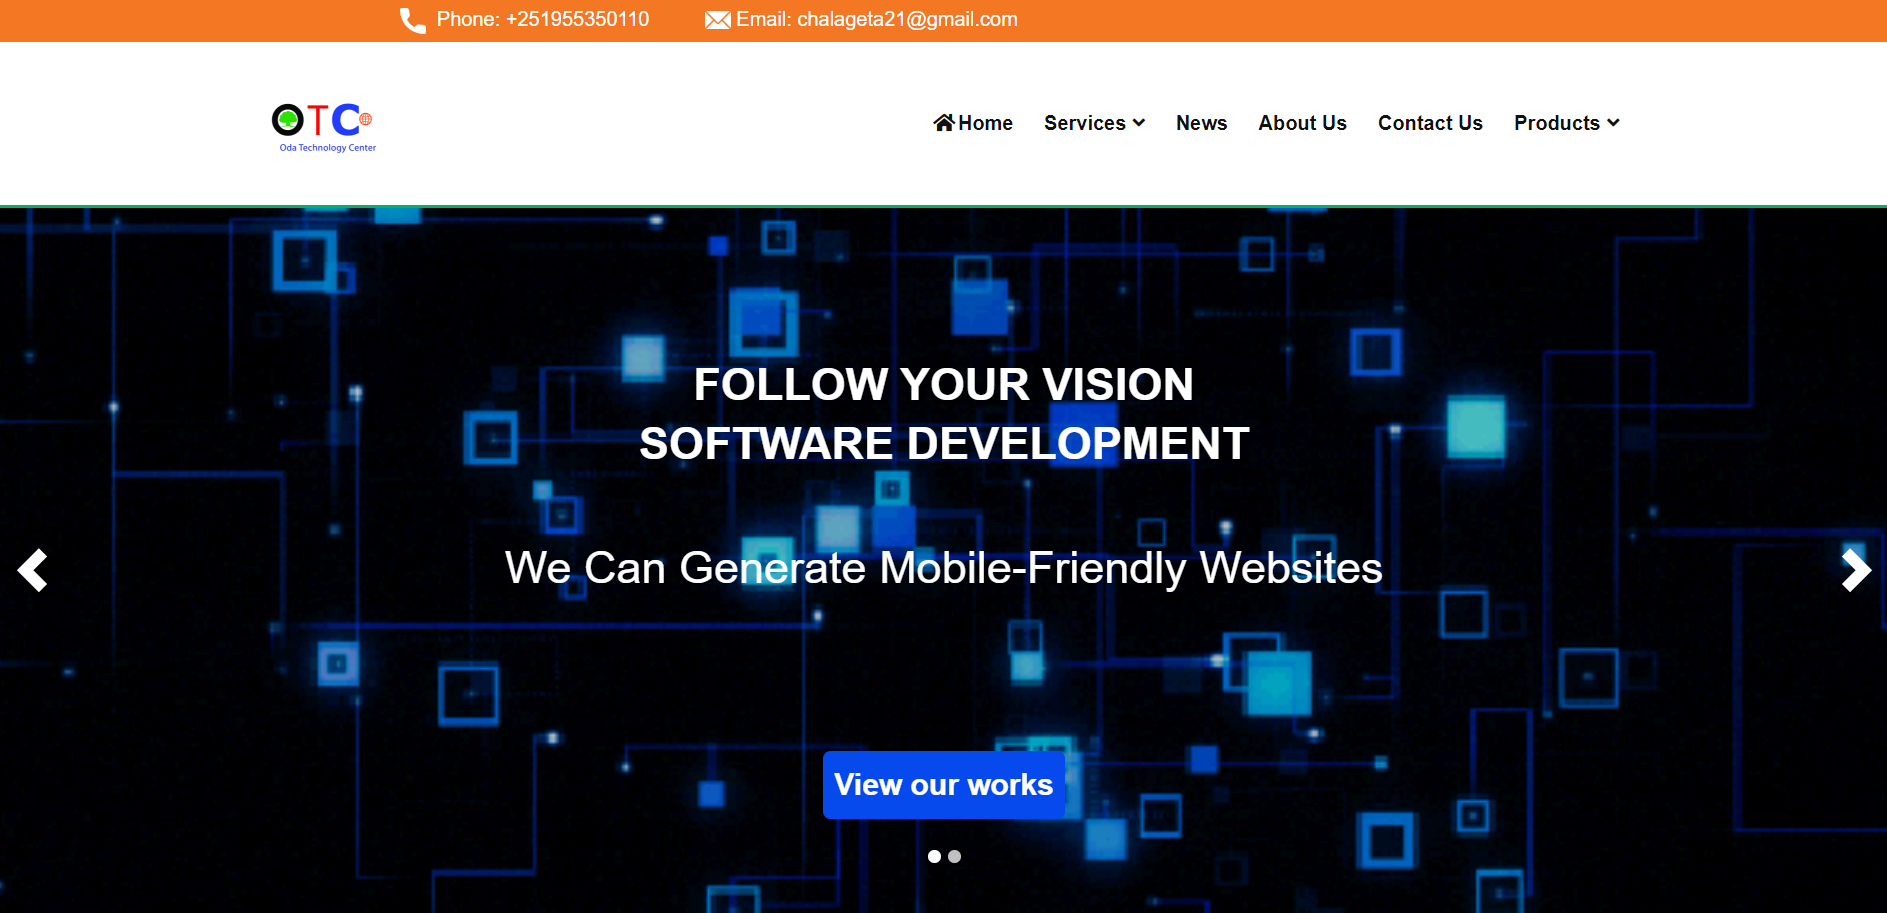 Phone: +251955350110 Email: chalageta21@gmail.com
OTC
Oda Technology Center
Home Services News About Us Contact Us Products
FOLLOW YOUR VISION
SOFTWARE DEVELOPMENT
We Can Generate Mobile-Friendly Websites
View our works